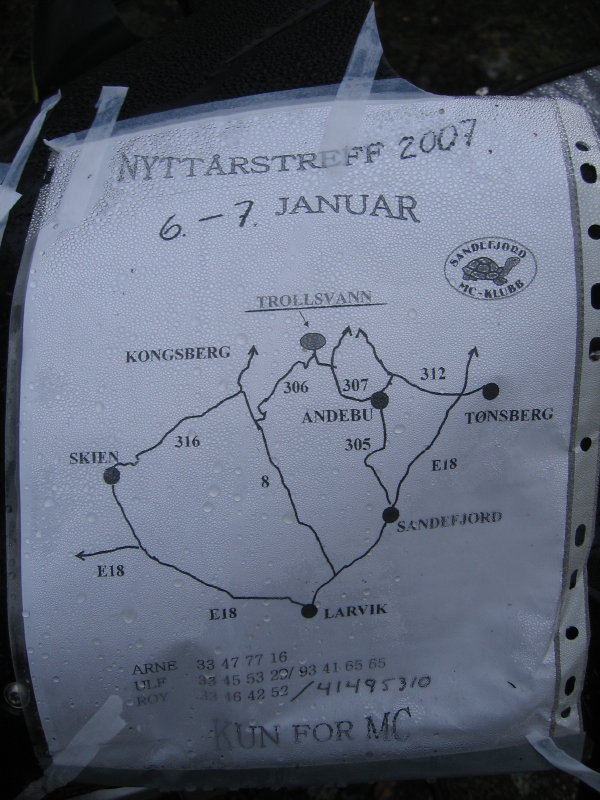 NYTTÅRSTREFF 2007.
6.-7. JANUAR
SANDEFJORD
MC-KLUBB
TROLLSVANN
KONGSBERG
306
307
312
ANDEBU
TØNSBERG
316
305
SKIEN
E18
8
SANDEFJORD
E18
E18
LARVIK
ARNE 33 47 77 16
ULF 33 45 53 29/ 93 41 65 65
ROY 33 46 42 52 /41495310
KUN FOR MC